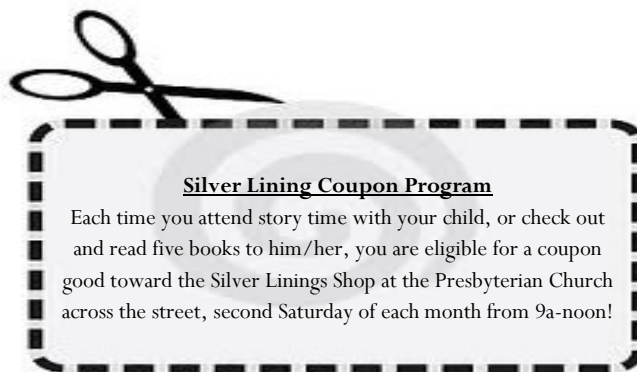 Silver Lining Coupon Program
Each time you attend story time with your child, or check out
and read five books to him/her, you are eligible for a coupon
good toward the Silver Linings Shop at the Presbyterian Church
across the street, second Saturday of each month from 9a-noon!